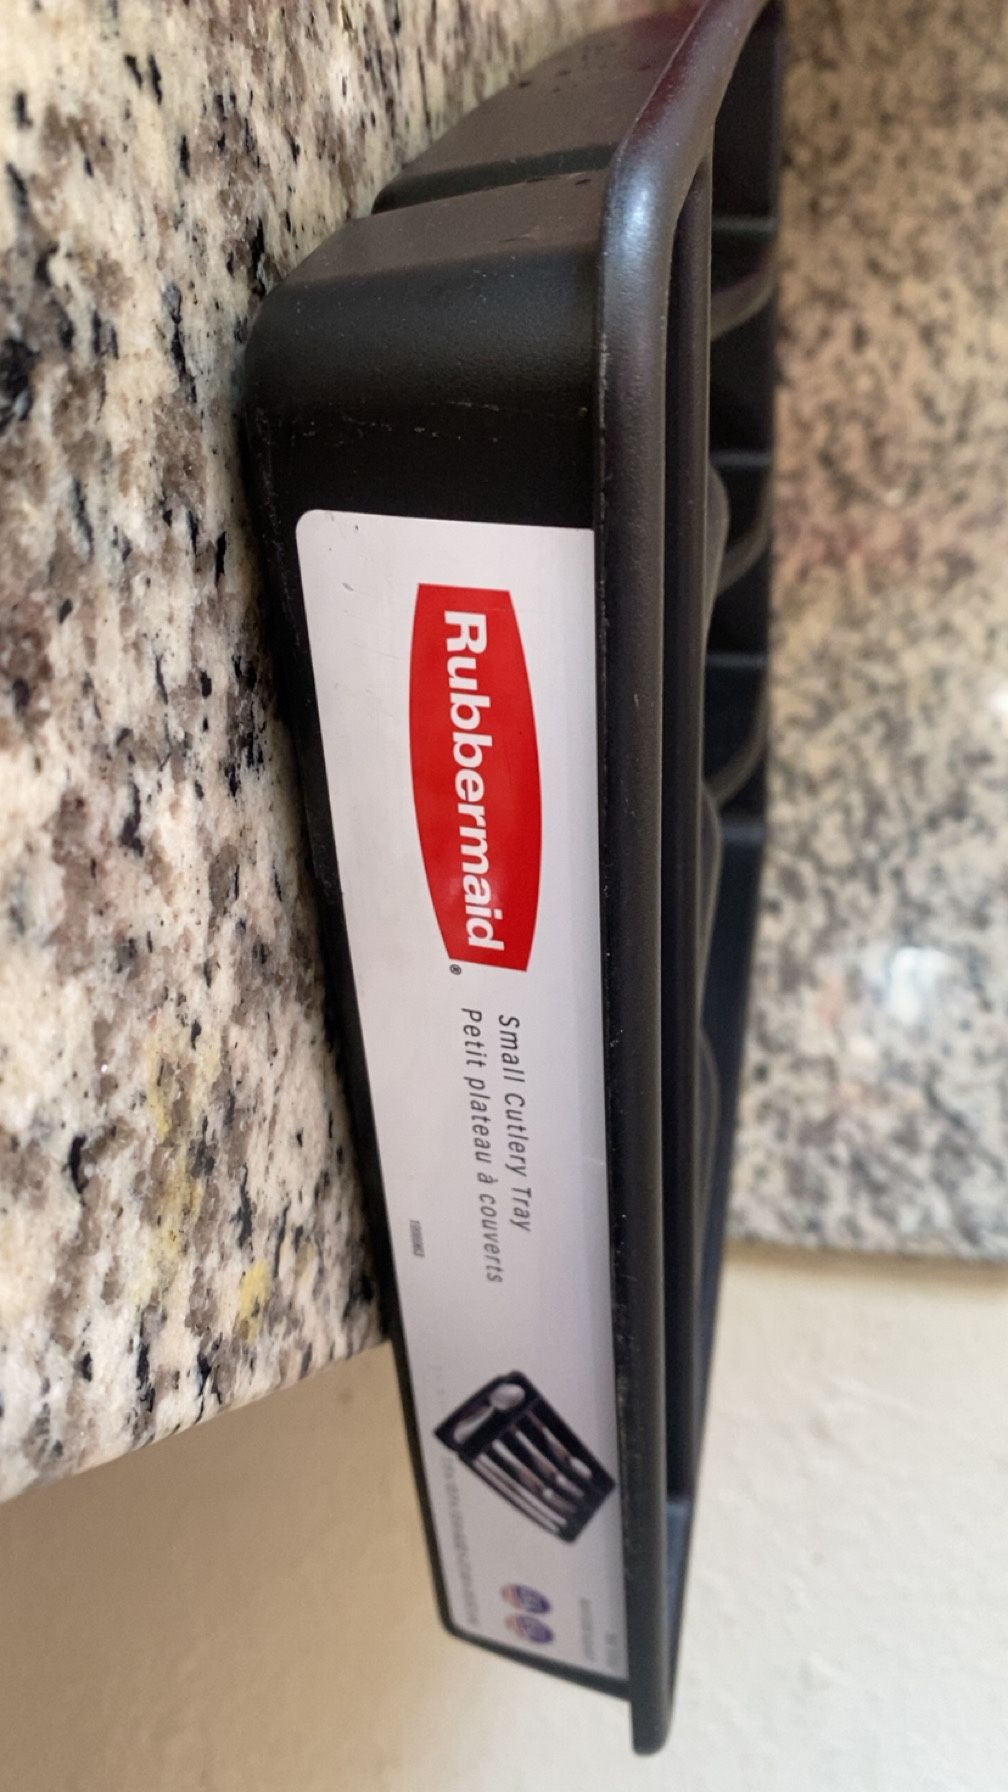 Rubbermaid®
Small Cutlery Tray
Petit plateau à couverts